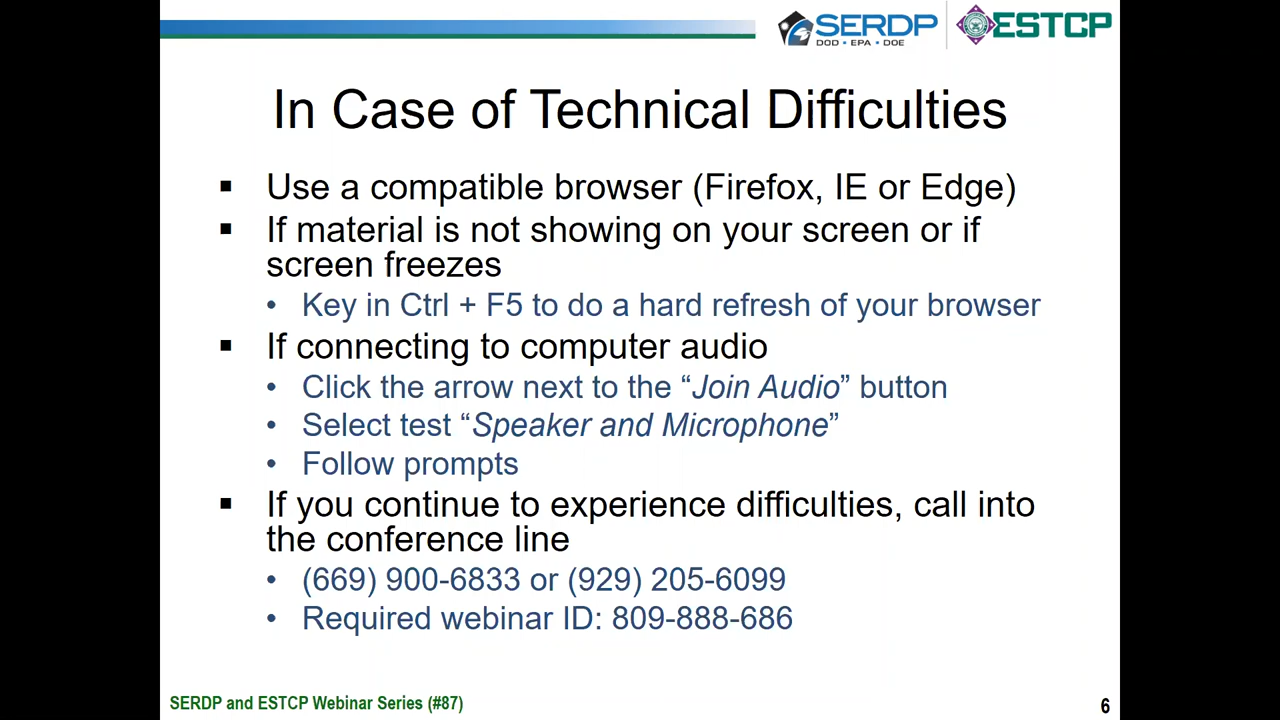 SERDP
DOD • EPA • DOE
ESTCP
In Case of Technical Difficulties
▪ Use a compatible browser (Firefox, IE or Edge)
▪ If material is not showing on your screen or if
screen freezes
• Key in Ctrl + F5 to do a hard refresh of your browser
▪ If connecting to computer audio
• Click the arrow next to the “Join Audio” button
• Select test “Speaker and Microphone”
• Follow prompts
▪ If you continue to experience difficulties, call into
the conference line
• (669) 900-6833 or (929) 205-6099
• Required webinar ID: 809-888-686
SERDP and ESTCP Webinar Series (#87)
6